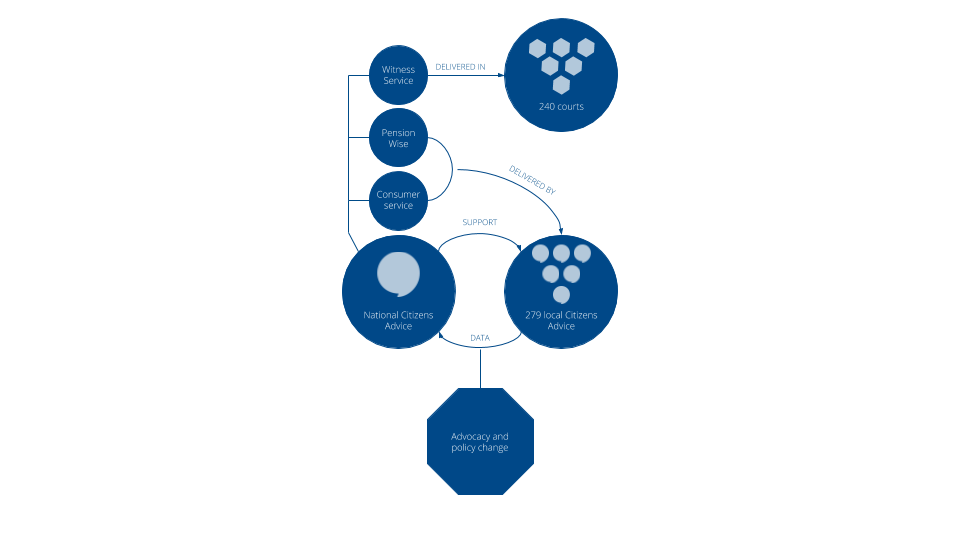 Witness
Service
DELIVERED IN
240 courts
Pension
Wise
DELIVERED BY
Consumer
service
SUPPORT
National Citizens
Advice
279 local Citizens
Advice
DATA
Advocacy and
policy change